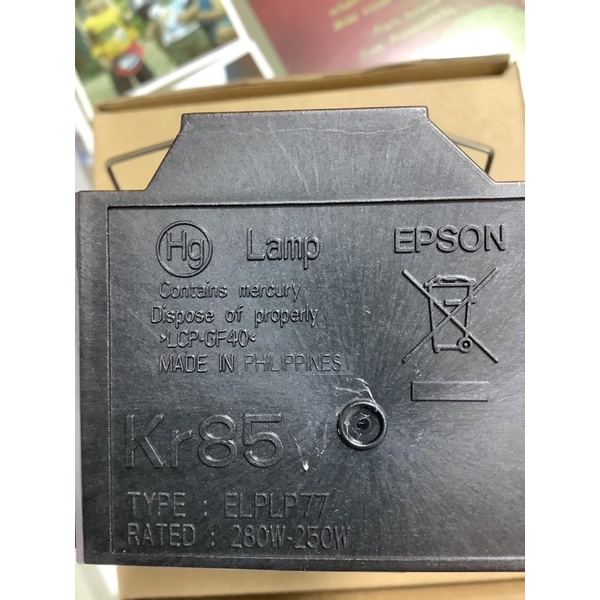 Hg Lamp EPSON
Contains mercury
Dispose of properly
>LCP-GF40<
MADE IN PHILIPPINES
Kr85
TYPE : ELPLP77
RATED : 280W-250W